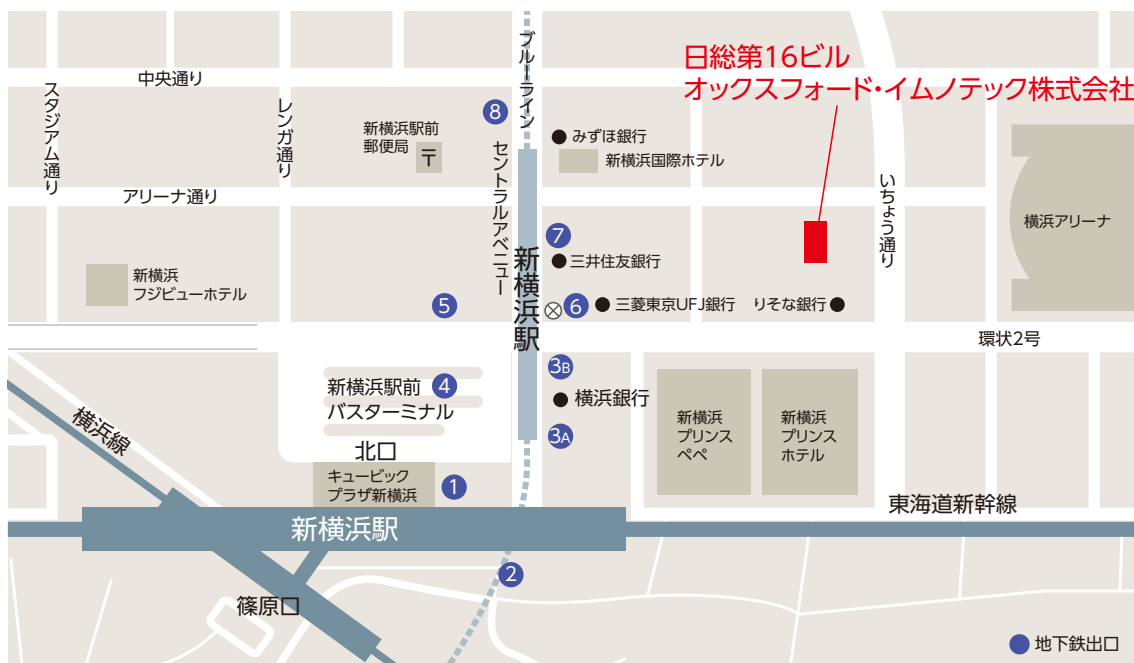 日総第16ビル
オックスフォード・イムノテック株式会社
ブルーライン
中央通り
スタジアム通り
レンガ通り
8
新横浜駅前
郵便局
〒
セントラルアベニュー
みずほ銀行
新横浜国際ホテル
いちょう通り
アリーナ通り
横浜アリーナ
7
三井住友銀行
新横浜
フジビューホテル
新横浜駅
5
6
三菱東京UFJ銀行
りそな銀行
環状2号
3B
新横浜駅前
バスターミナル
4
横浜銀行
3A
新横浜
プリンス
ペペ
新横浜
プリンス
ホテル
横浜線
北口
キュービック
プラザ新横浜
1
東海道新幹線
新横浜駅
2
篠原口
地下鉄出口